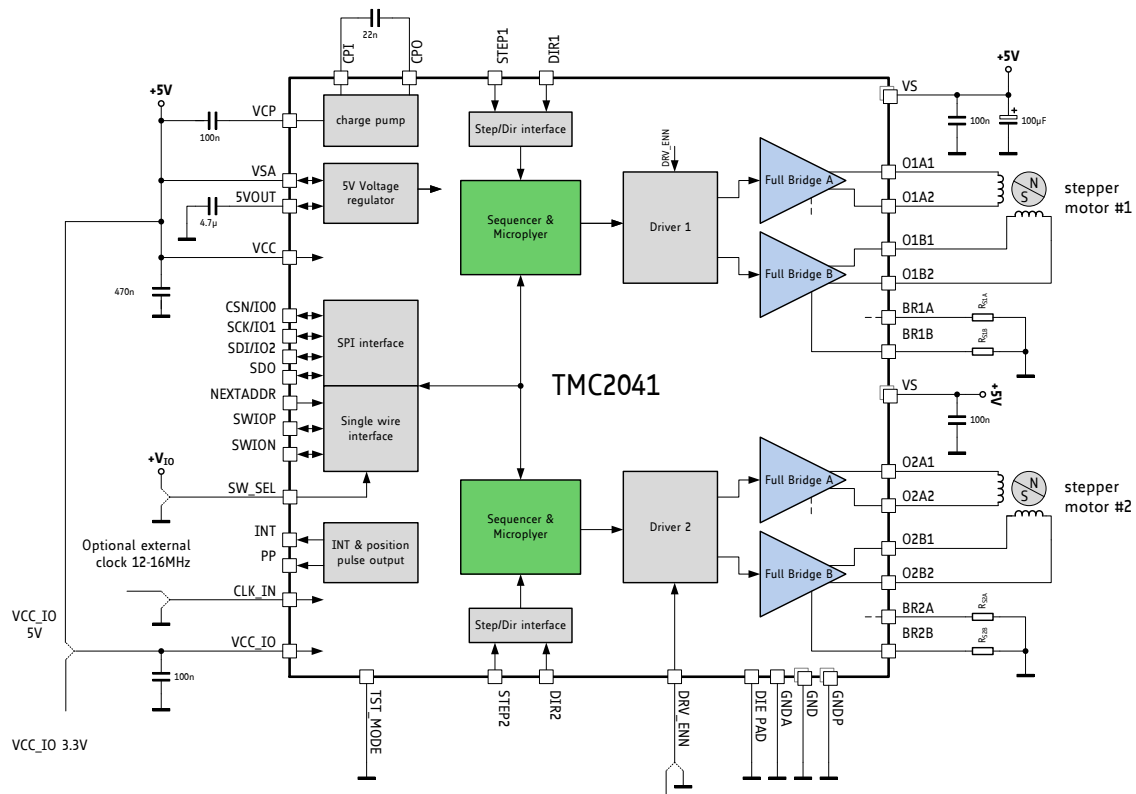 22n
CPI
CPO
STEP1
DIR1
+5V
VCP
100n
charge pump
Step/Dir interface
VSA
5VOUT
4.7µ
5V Voltage
regulator
VCC
470n
Sequencer &
Microplyer
DRV_ENN
Driver 1
Full Bridge A
Full Bridge B
VS
+5V
100n
100µF
+
O1A1
O1A2
O1B1
O1B2
BR1A
BR1B
RS1A
RS1B
N
S
stepper
motor #1
CSN/IO0
SCK/IO1
SDI/IO2
SDO
NEXTADDR
SWIOP
SWION
SPI interface
Single wire
interface
TMC2041
VS
+5V
100n
+VIO
SW_SEL
INT
PP
INT & position
pulse output
Optional external
clock 12-16MHz
CLK_IN
VCC_IO
5V
VCC_IO
100n
VCC_IO 3.3V
Sequencer &
Microplyer
Step/Dir interface
Driver 2
Full Bridge A
Full Bridge B
O2A1
O2A2
O2B1
O2B2
BR2A
BR2B
RS2A
RS2B
N
S
stepper
motor #2
TST_MODE
STEP2
DIR2
DRV_ENN
DIE PAD
GNDA
GND
GNDP